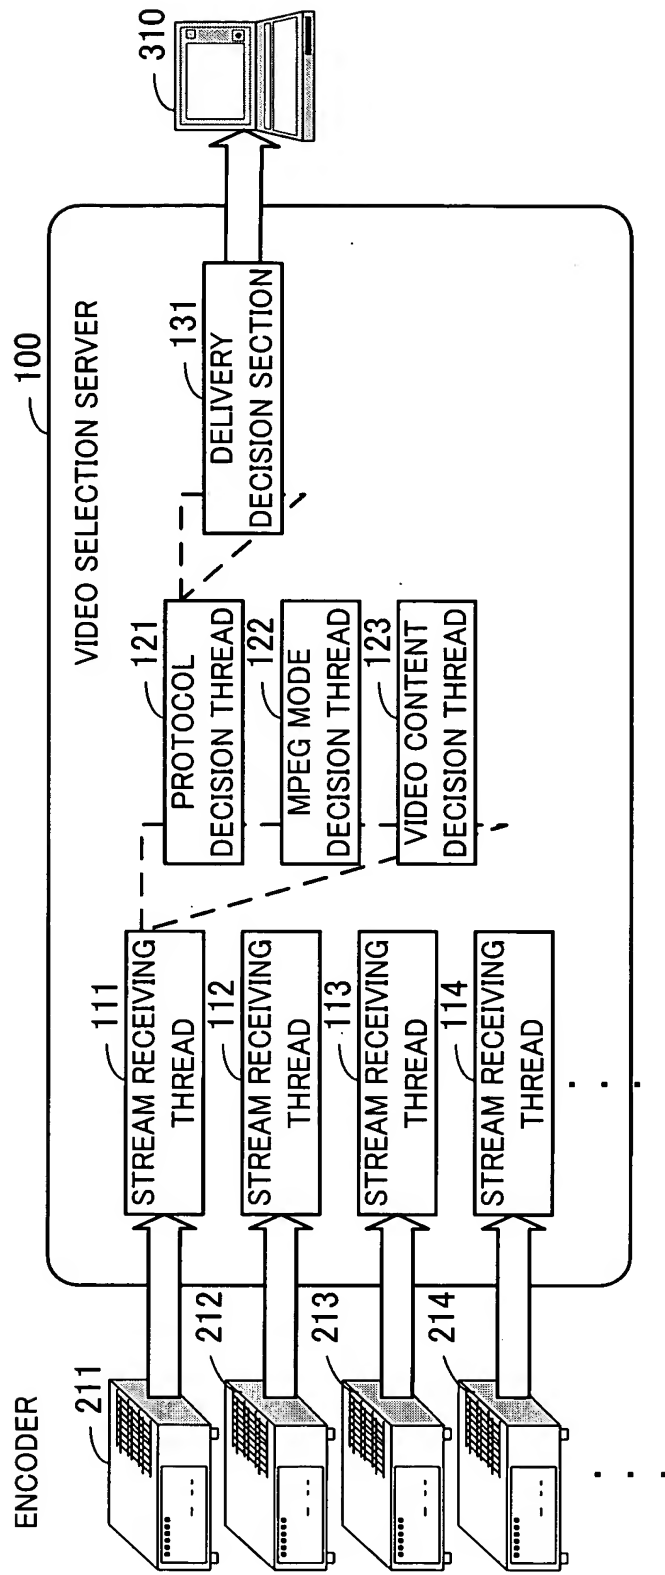 ENCODER
211
212
213
214
. . .
100
VIDEO SELECTION SERVER
111
STREAM RECEIVING
THREAD
112
STREAM RECEIVING
THREAD
113
STREAM RECEIVING
THREAD
114
STREAM RECEIVING
THREAD
. . .
121
PROTOCOL
DECISION THREAD
122
MPEG MODE
DECISION THREAD
123
VIDEO CONTENT
DECISION THREAD
131
DELIVERY
DECISION SECTION
310